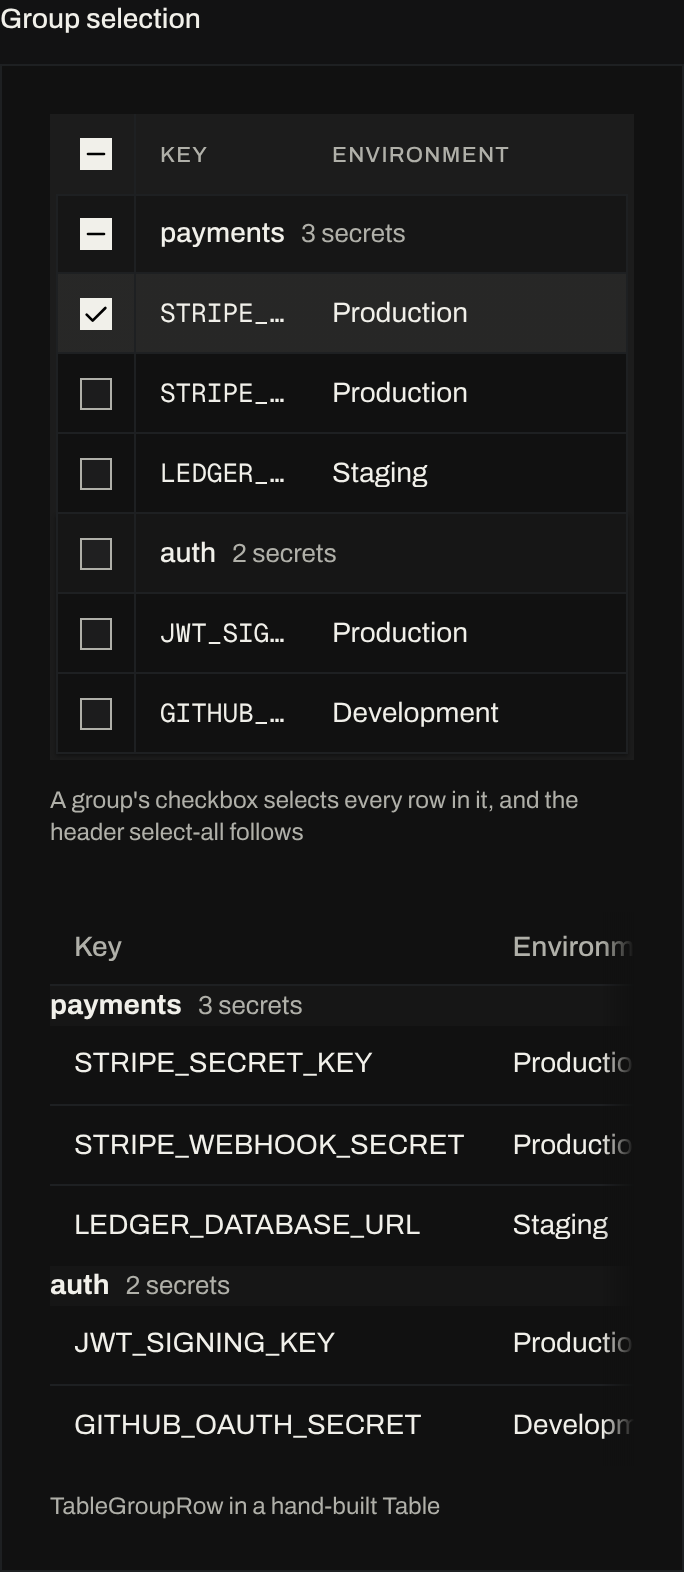 Group selection
KEY ENVIRONMENT
payments 3 secrets
STRIPE_… Production
STRIPE_… Production
LEDGER_… Staging
auth 2 secrets
JWT_SIG… Production
GITHUB_… Development
A group's checkbox selects every row in it, and the
header select-all follows
Key Environm
payments 3 secrets
STRIPE_SECRET_KEY Productio
STRIPE_WEBHOOK_SECRET Productio
LEDGER_DATABASE_URL Staging
auth 2 secrets
JWT_SIGNING_KEY Productio
GITHUB_OAUTH_SECRET Developm
TableGroupRow in a hand-built Table